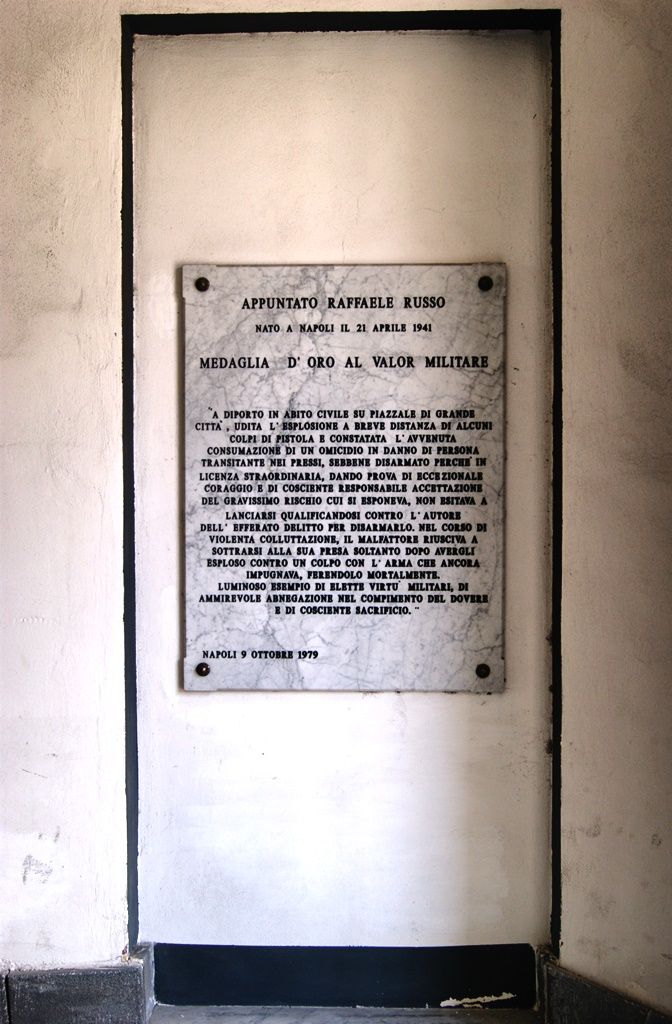 APPUNTATO RAFFAELE RUSSO
NATO A NAPOLI IL 21 APRILE 1941
MEDAGLIA D' ORO AL VALOR MILITARE
"A DIPORTO IN ABITO CIVILE SU PIAZZALE DI GRANDE
CITTA', UDITA L'ESPLOSIONE A BREVE DISTANZA DI ALCUNI
COLPI DI PISTOLA E CONSTATATA L'AVVENUTA
CONSUMAZIONE DI UN OMICIDIO IN DANNO DI PERSONA
TRANSITANTE NEI PRESSI, SEBBENE DISARMATO PERCHE' IN
LICENZA STRAORDINARIA, DANDO PROVA DI ECCEZIONALE
CORAGGIO E DI COSCIENTE RESPONSABILE ACCETTAZIONE
DEL GRAVISSIMO RISCHIO CUI SI ESPONEVA, NON ESITAVA A
LANCIARSI QUALIFICANDOSI CONTRO L'AUTORE
DELL' EFFERATO DELITTO PER DISARMARLO. NEL CORSO DI
VIOLENTA COLLUTTAZIONE, IL MALFATTORE RIUSCIVA A
SOTTRARSI ALLA SUA PRESA SOLTANTO DOPO AVERGLI
ESPLOSO CONTRO UN COLPO CON L'ARMA CHE ANCORA
IMPUGNAVA, FERENDOLO MORTALMENTE.
LUMINOSO ESEMPIO DI ELETTE VIRTU' MILITARI, DI
AMMIREVOLE ABNEGAZIONE NEL COMPIMENTO DEL DOVERE
E DI COSCIENTE SACRIFICIO."
NAPOLI 9 OTTOBRE 1979